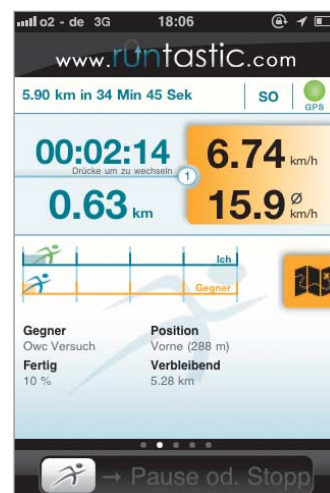 o2 - de 3G 18:06
www.runtastic.com
5.90 km in 34 Min 45 Sek SO GPS
00:02:14 6.74 km/h
Drücke um zu wechseln 1
0.63 km 15.9 Ø km/h
Ich
Gegner
Gegner Position
Owc Versuch Vorne (288 m)
Fertig Verbleibend
10 % 5.28 km
→ Pause od. Stopp